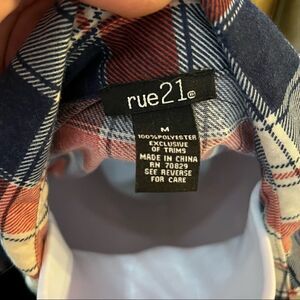 rue21®
M
100%POLYESTER
EXCLUSIVE
OF TRIMS
MADE IN CHINA
RN 70829
SEE REVERSE
FOR CARE